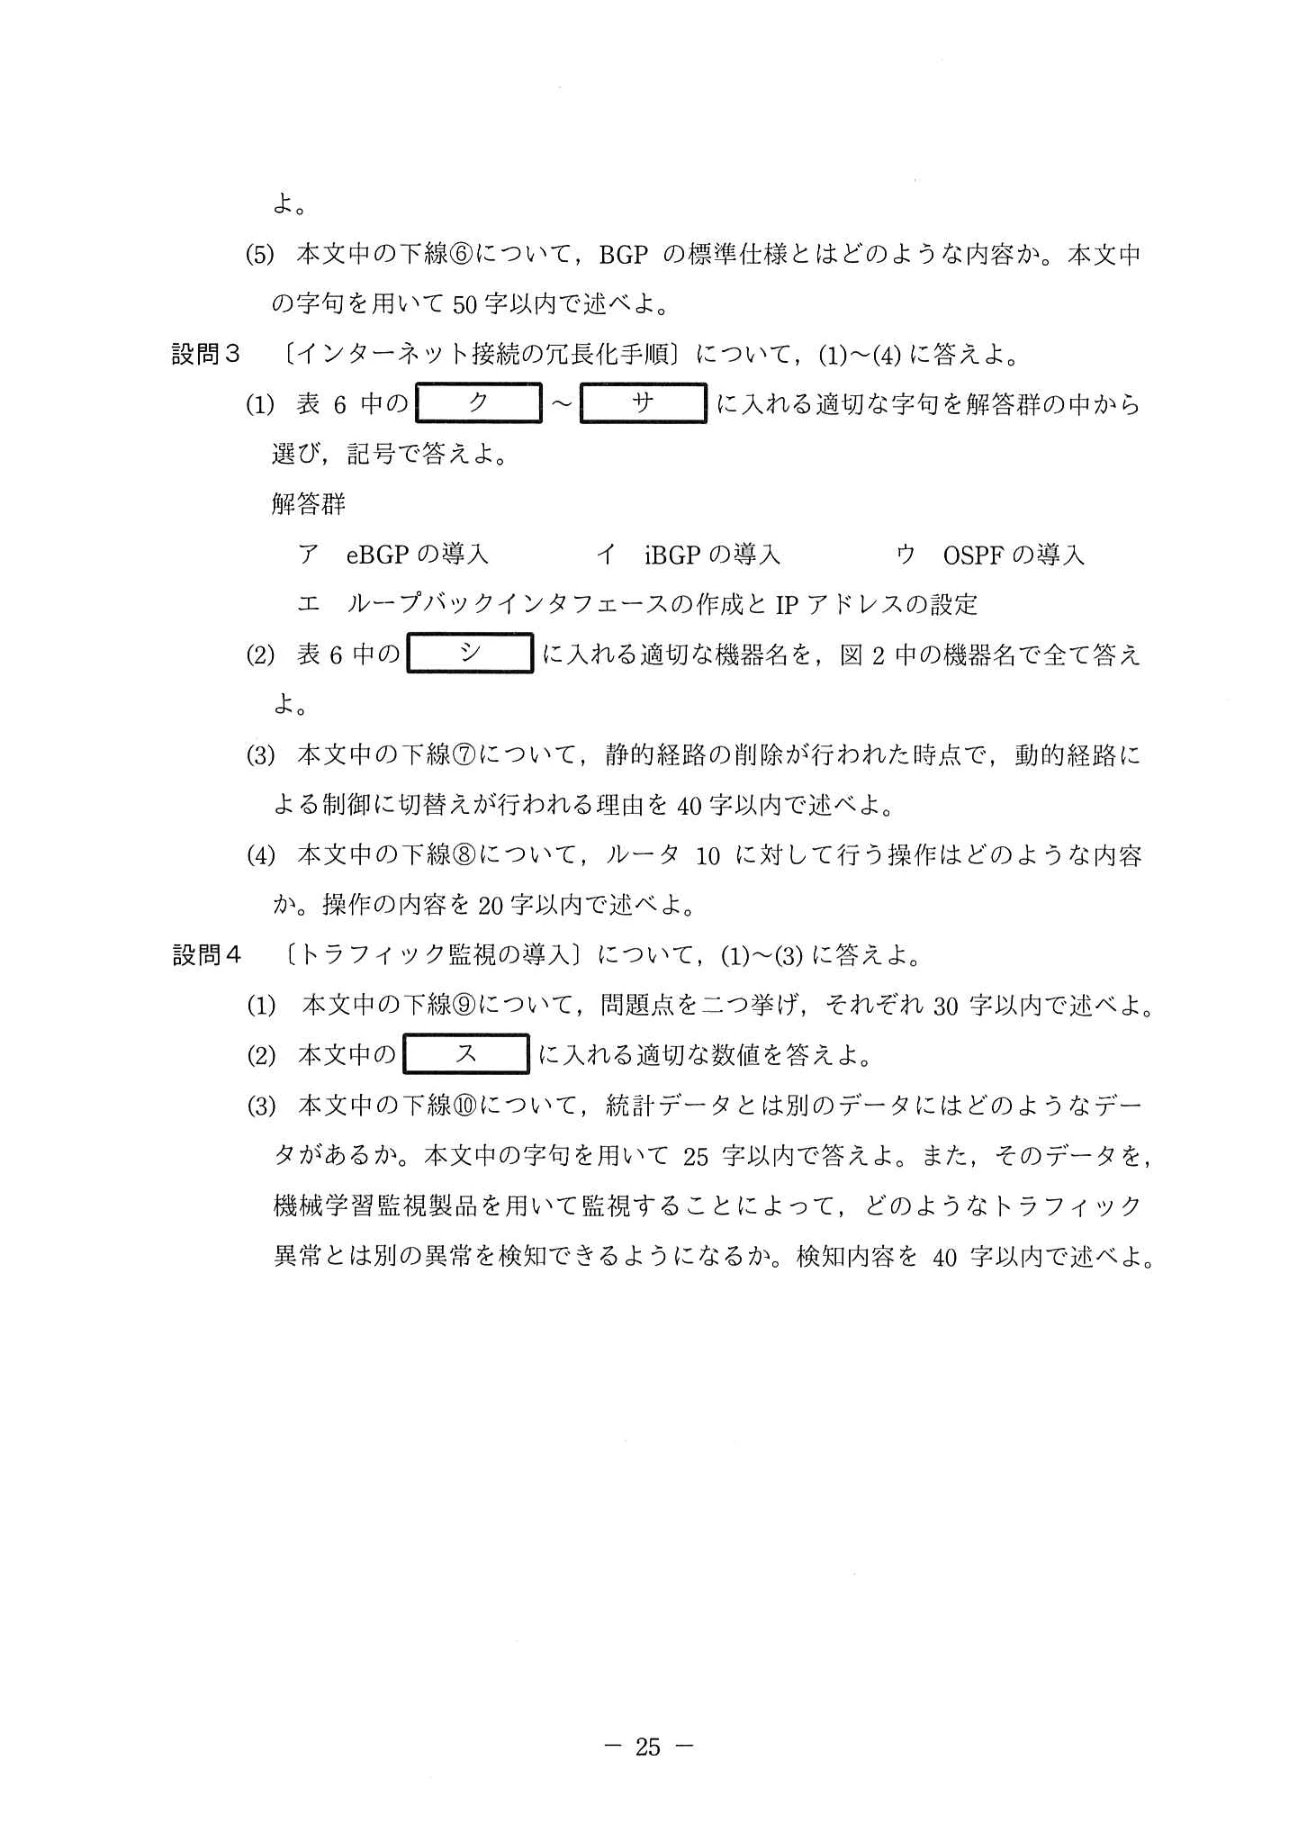 よ。
(5) 本文中の下線⑥について，BGP の標準仕様とはどのような内容か。本文中
の字句を用いて 50 字以内で述べよ。
設問3 〔インターネット接続の冗長化手順〕について，(1)～(4) に答えよ。
(1) 表 6 中の ク ～ サ に入れる適切な字句を解答群の中から
選び，記号で答えよ。
解答群
ア eBGP の導入 イ iBGP の導入 ウ OSPF の導入
エ ループバックインタフェースの作成と IP アドレスの設定
(2) 表 6 中の シ に入れる適切な機器名を，図 2 中の機器名で全て答え
よ。
(3) 本文中の下線⑦について，静的経路の削除が行われた時点で，動的経路に
よる制御に切替えが行われる理由を 40 字以内で述べよ。
(4) 本文中の下線⑧について，ルータ 10 に対して行う操作はどのような内容
か。操作の内容を 20 字以内で述べよ。
設問4 〔トラフィック監視の導入〕について，(1)～(3) に答えよ。
(1) 本文中の下線⑨について，問題点を二つ挙げ，それぞれ 30 字以内で述べよ。
(2) 本文中の ス に入れる適切な数値を答えよ。
(3) 本文中の下線⑩について，統計データとは別のデータにはどのようなデー
タがあるか。本文中の字句を用いて 25 字以内で答えよ。また，そのデータを，
機械学習監視製品を用いて監視することによって，どのようなトラフィック
異常とは別の異常を検知できるようになるか。検知内容を 40 字以内で述べよ。
－ 25 －